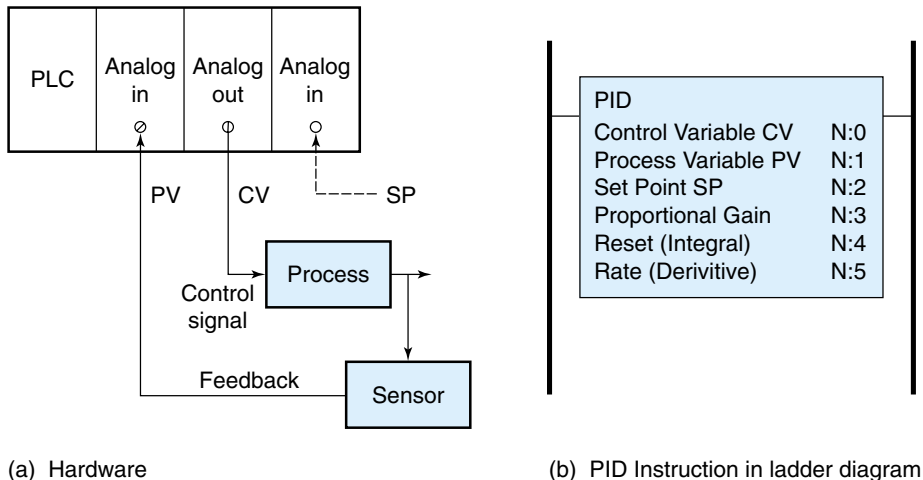 PLC
Analog
in
Analog
out
Analog
in
PV
CV
SP
Process
Control
signal
Feedback
Sensor
(a) Hardware
PID
Control Variable CV N:0
Process Variable PV N:1
Set Point SP N:2
Proportional Gain N:3
Reset (Integral) N:4
Rate (Derivitive) N:5
(b) PID Instruction in ladder diagram